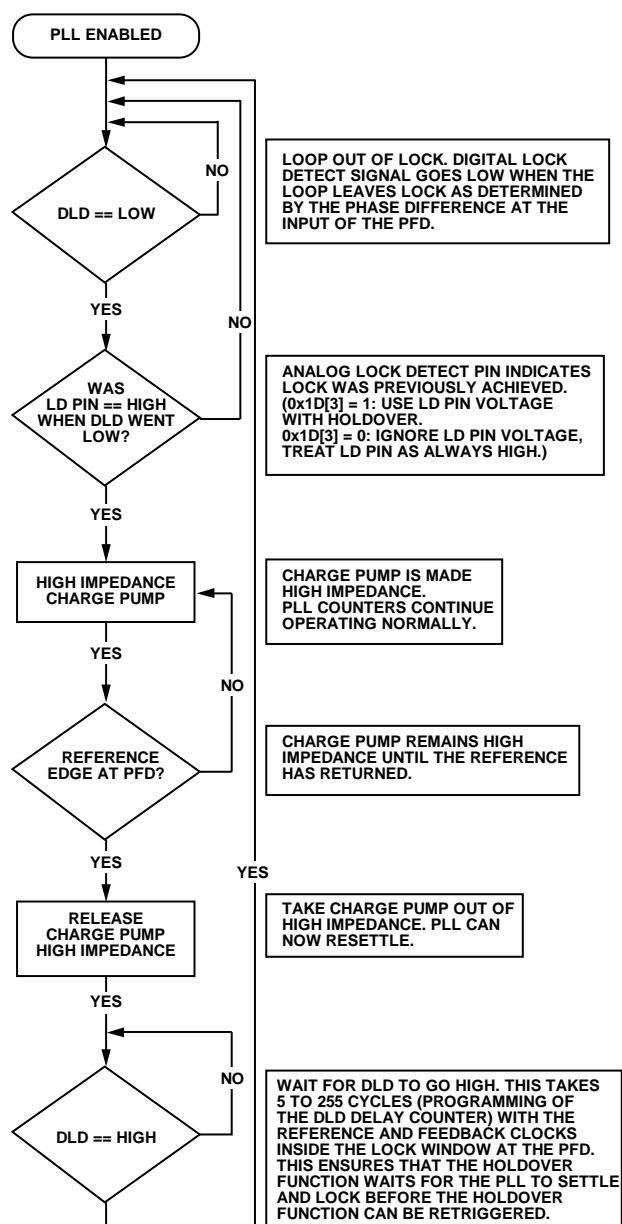 PLL ENABLED
NO
DLD == LOW
LOOP OUT OF LOCK. DIGITAL LOCK
DETECT SIGNAL GOES LOW WHEN THE
LOOP LEAVES LOCK AS DETERMINED
BY THE PHASE DIFFERENCE AT THE
INPUT OF THE PFD.
YES
NO
WAS
LD PIN == HIGH
WHEN DLD WENT
LOW?
ANALOG LOCK DETECT PIN INDICATES
LOCK WAS PREVIOUSLY ACHIEVED.
(0x1D[3] = 1: USE LD PIN VOLTAGE
WITH HOLDOVER.
0x1D[3] = 0: IGNORE LD PIN VOLTAGE,
TREAT LD PIN AS ALWAYS HIGH.)
YES
HIGH IMPEDANCE
CHARGE PUMP
CHARGE PUMP IS MADE
HIGH IMPEDANCE.
PLL COUNTERS CONTINUE
OPERATING NORMALLY.
YES
NO
REFERENCE
EDGE AT PFD?
CHARGE PUMP REMAINS HIGH
IMPEDANCE UNTIL THE REFERENCE
HAS RETURNED.
YES
YES
RELEASE
CHARGE PUMP
HIGH IMPEDANCE
TAKE CHARGE PUMP OUT OF
HIGH IMPEDANCE. PLL CAN
NOW RESETTLE.
YES
NO
DLD == HIGH
WAIT FOR DLD TO GO HIGH. THIS TAKES
5 TO 255 CYCLES (PROGRAMMING OF
THE DLD DELAY COUNTER) WITH THE
REFERENCE AND FEEDBACK CLOCKS
INSIDE THE LOCK WINDOW AT THE PFD.
THIS ENSURES THAT THE HOLDOVER
FUNCTION WAITS FOR THE PLL TO SETTLE
AND LOCK BEFORE THE HOLDOVER
FUNCTION CAN BE RETRIGGERED.